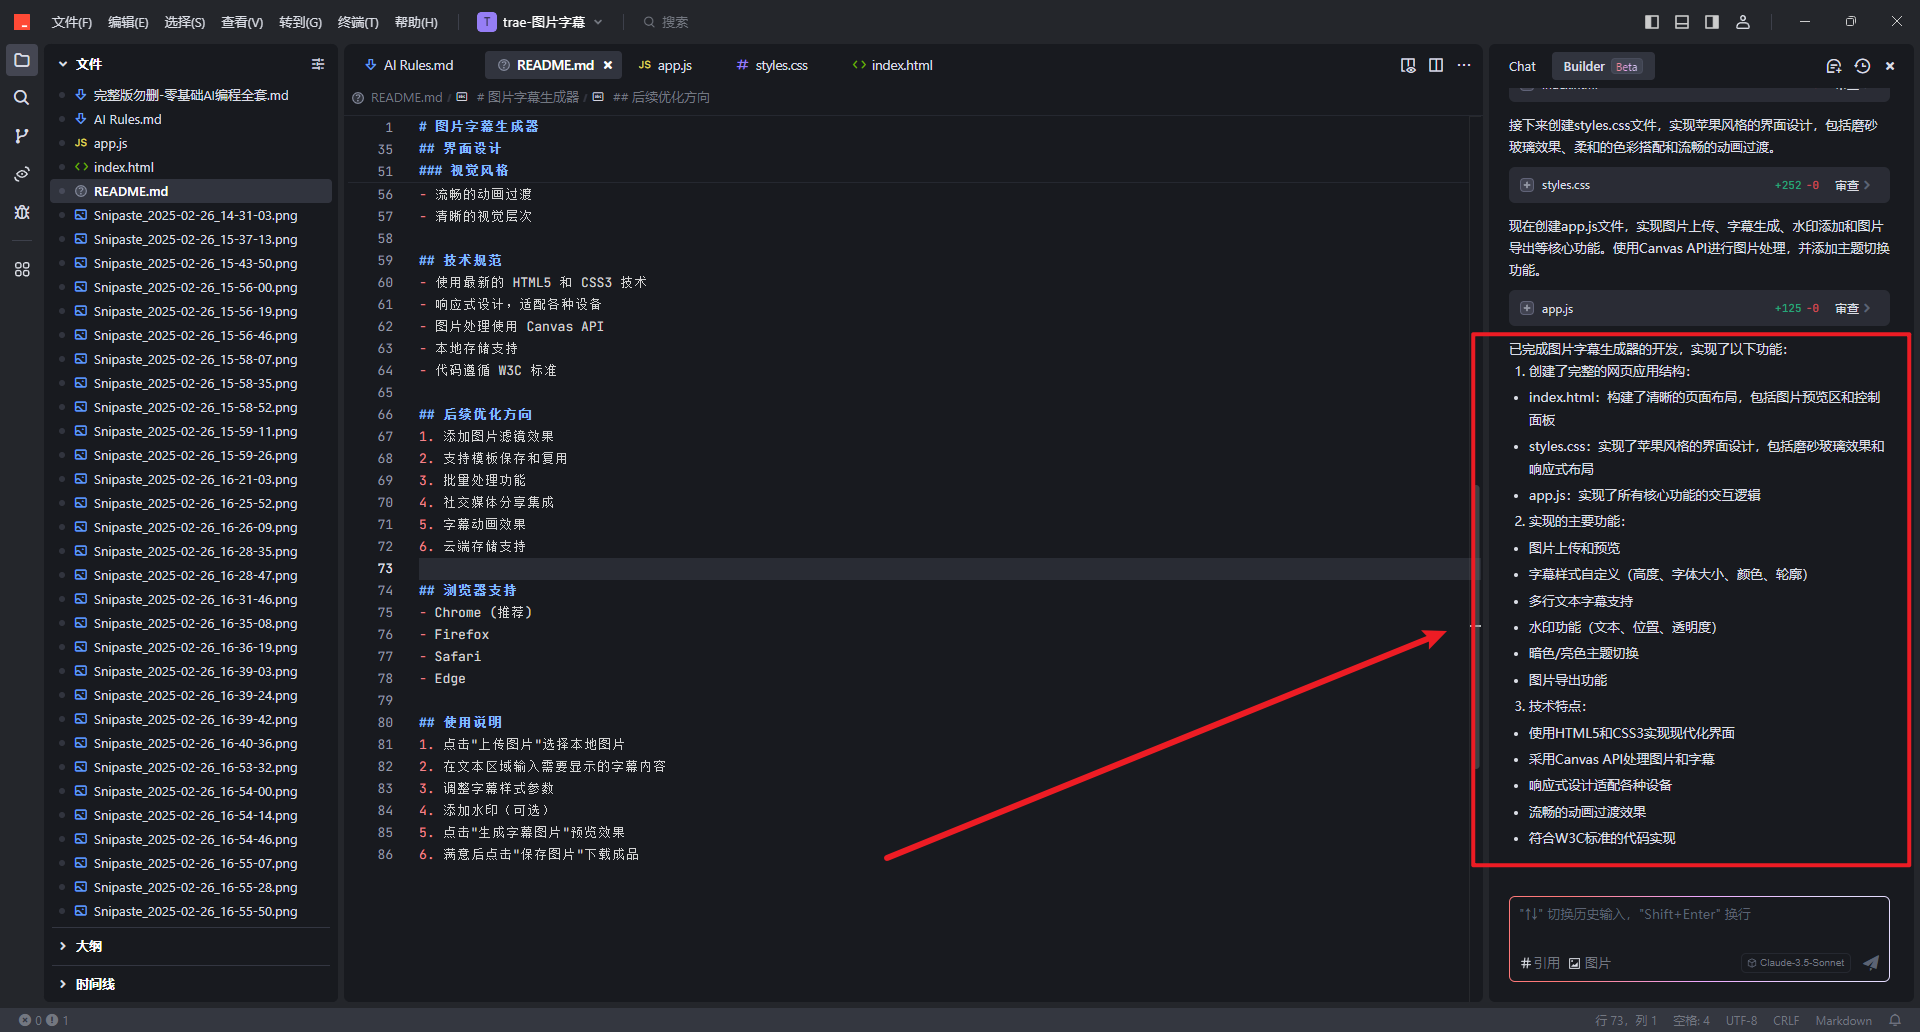 文件(F) 编辑(E) 选择(S) 查看(V) 转到(G) 终端(T) 帮助(H) T trae-图片字幕 搜索
文件
完整版勿删-零基础AI编程全套.md
AI Rules.md
JS app.js
<> index.html
README.md
Snipaste_2025-02-26_14-31-03.png
Snipaste_2025-02-26_15-37-13.png
Snipaste_2025-02-26_15-43-50.png
Snipaste_2025-02-26_15-56-00.png
Snipaste_2025-02-26_15-56-19.png
Snipaste_2025-02-26_15-56-46.png
Snipaste_2025-02-26_15-58-07.png
Snipaste_2025-02-26_15-58-35.png
Snipaste_2025-02-26_15-58-52.png
Snipaste_2025-02-26_15-59-11.png
Snipaste_2025-02-26_15-59-26.png
Snipaste_2025-02-26_16-21-03.png
Snipaste_2025-02-26_16-25-52.png
Snipaste_2025-02-26_16-26-09.png
Snipaste_2025-02-26_16-28-35.png
Snipaste_2025-02-26_16-28-47.png
Snipaste_2025-02-26_16-31-46.png
Snipaste_2025-02-26_16-35-08.png
Snipaste_2025-02-26_16-36-19.png
Snipaste_2025-02-26_16-39-03.png
Snipaste_2025-02-26_16-39-24.png
Snipaste_2025-02-26_16-39-42.png
Snipaste_2025-02-26_16-40-36.png
Snipaste_2025-02-26_16-53-32.png
Snipaste_2025-02-26_16-54-00.png
Snipaste_2025-02-26_16-54-14.png
Snipaste_2025-02-26_16-54-46.png
Snipaste_2025-02-26_16-55-07.png
Snipaste_2025-02-26_16-55-28.png
Snipaste_2025-02-26_16-55-50.png
大纲
时间线
AI Rules.md README.md JS app.js # styles.css <> index.html
README.md / # 图片字幕生成器 / ## 后续优化方向
1 # 图片字幕生成器
35 ## 界面设计
51 ### 视觉风格
56 - 流畅的动画过渡
57 - 清晰的视觉层次
58
59 ## 技术规范
60 - 使用最新的 HTML5 和 CSS3 技术
61 - 响应式设计，适配各种设备
62 - 图片处理使用 Canvas API
63 - 本地存储支持
64 - 代码遵循 W3C 标准
65
66 ## 后续优化方向
67 1. 添加图片滤镜效果
68 2. 支持模板保存和复用
69 3. 批量处理功能
70 4. 社交媒体分享集成
71 5. 字幕动画效果
72 6. 云端存储支持
73
74 ## 浏览器支持
75 - Chrome (推荐)
76 - Firefox
77 - Safari
78 - Edge
79
80 ## 使用说明
81 1. 点击"上传图片"选择本地图片
82 2. 在文本区域输入需要显示的字幕内容
83 3. 调整字幕样式参数
84 4. 添加水印（可选）
85 5. 点击"生成字幕图片"预览效果
86 6. 满意后点击"保存图片"下载成品
Chat Builder Beta
接下来创建styles.css文件，实现苹果风格的界面设计，包括磨砂
玻璃效果、柔和的色彩搭配和流畅的动画过渡。
styles.css +252 -0 审查
现在创建app.js文件，实现图片上传、字幕生成、水印添加和图片
导出等核心功能。使用Canvas API进行图片处理，并添加主题切换
功能。
app.js +125 -0 审查
已完成图片字幕生成器的开发，实现了以下功能：
1. 创建了完整的网页应用结构：
• index.html：构建了清晰的页面布局，包括图片预览区和控制
面板
• styles.css：实现了苹果风格的界面设计，包括磨砂玻璃效果和
响应式布局
• app.js：实现了所有核心功能的交互逻辑
2. 实现的主要功能：
• 图片上传和预览
• 字幕样式自定义（高度、字体大小、颜色、轮廓）
• 多行文本字幕支持
• 水印功能（文本、位置、透明度）
• 暗色/亮色主题切换
• 图片导出功能
3. 技术特点：
• 使用HTML5和CSS3实现现代化界面
• 采用Canvas API处理图片和字幕
• 响应式设计适配各种设备
• 流畅的动画过渡效果
• 符合W3C标准的代码实现
"↑↓" 切换历史输入，"Shift+Enter" 换行
# 引用 图片 Claude-3.5-Sonnet
0 1 行 73，列 1 空格: 4 UTF-8 CRLF Markdown